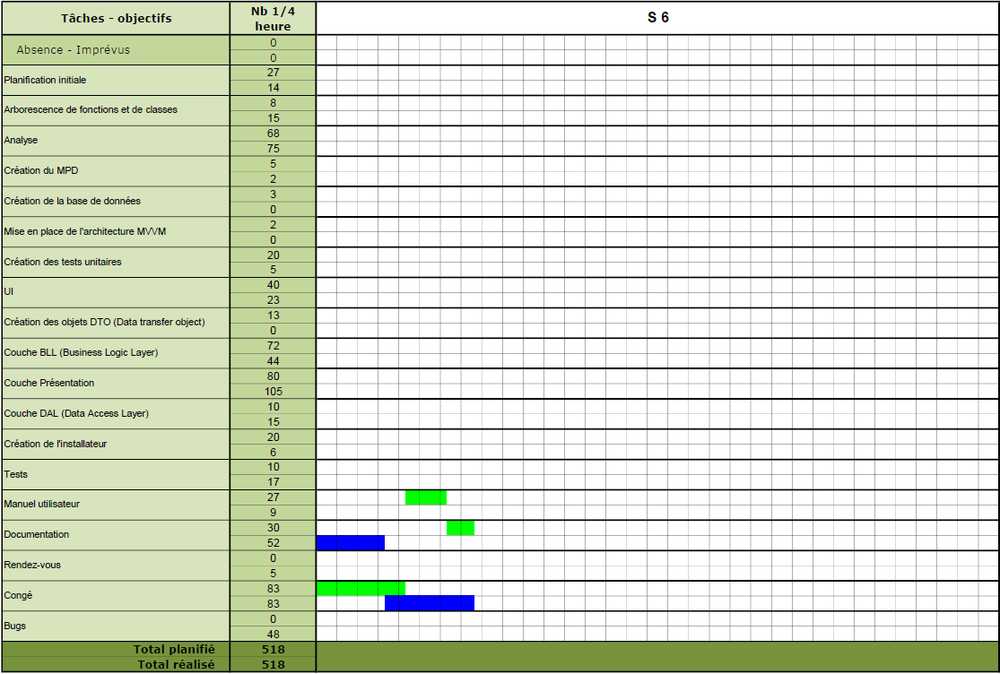 Tâches - objectifs
Nb 1/4
heure
S 6
Absence - Imprévus
0
0
Planification initiale
27
14
Arborescence de fonctions et de classes
8
15
Analyse
68
75
Création du MPD
5
2
Création de la base de données
3
0
Mise en place de l'architecture MVVM
2
0
Création des tests unitaires
20
5
UI
40
23
Création des objets DTO (Data transfer object)
13
0
Couche BLL (Business Logic Layer)
72
44
Couche Présentation
80
105
Couche DAL (Data Access Layer)
10
15
Création de l'installateur
20
6
Tests
10
17
Manuel utilisateur
27
9
Documentation
30
52
Rendez-vous
0
5
Congé
83
83
Bugs
0
48
Total planifié 518
Total réalisé 518